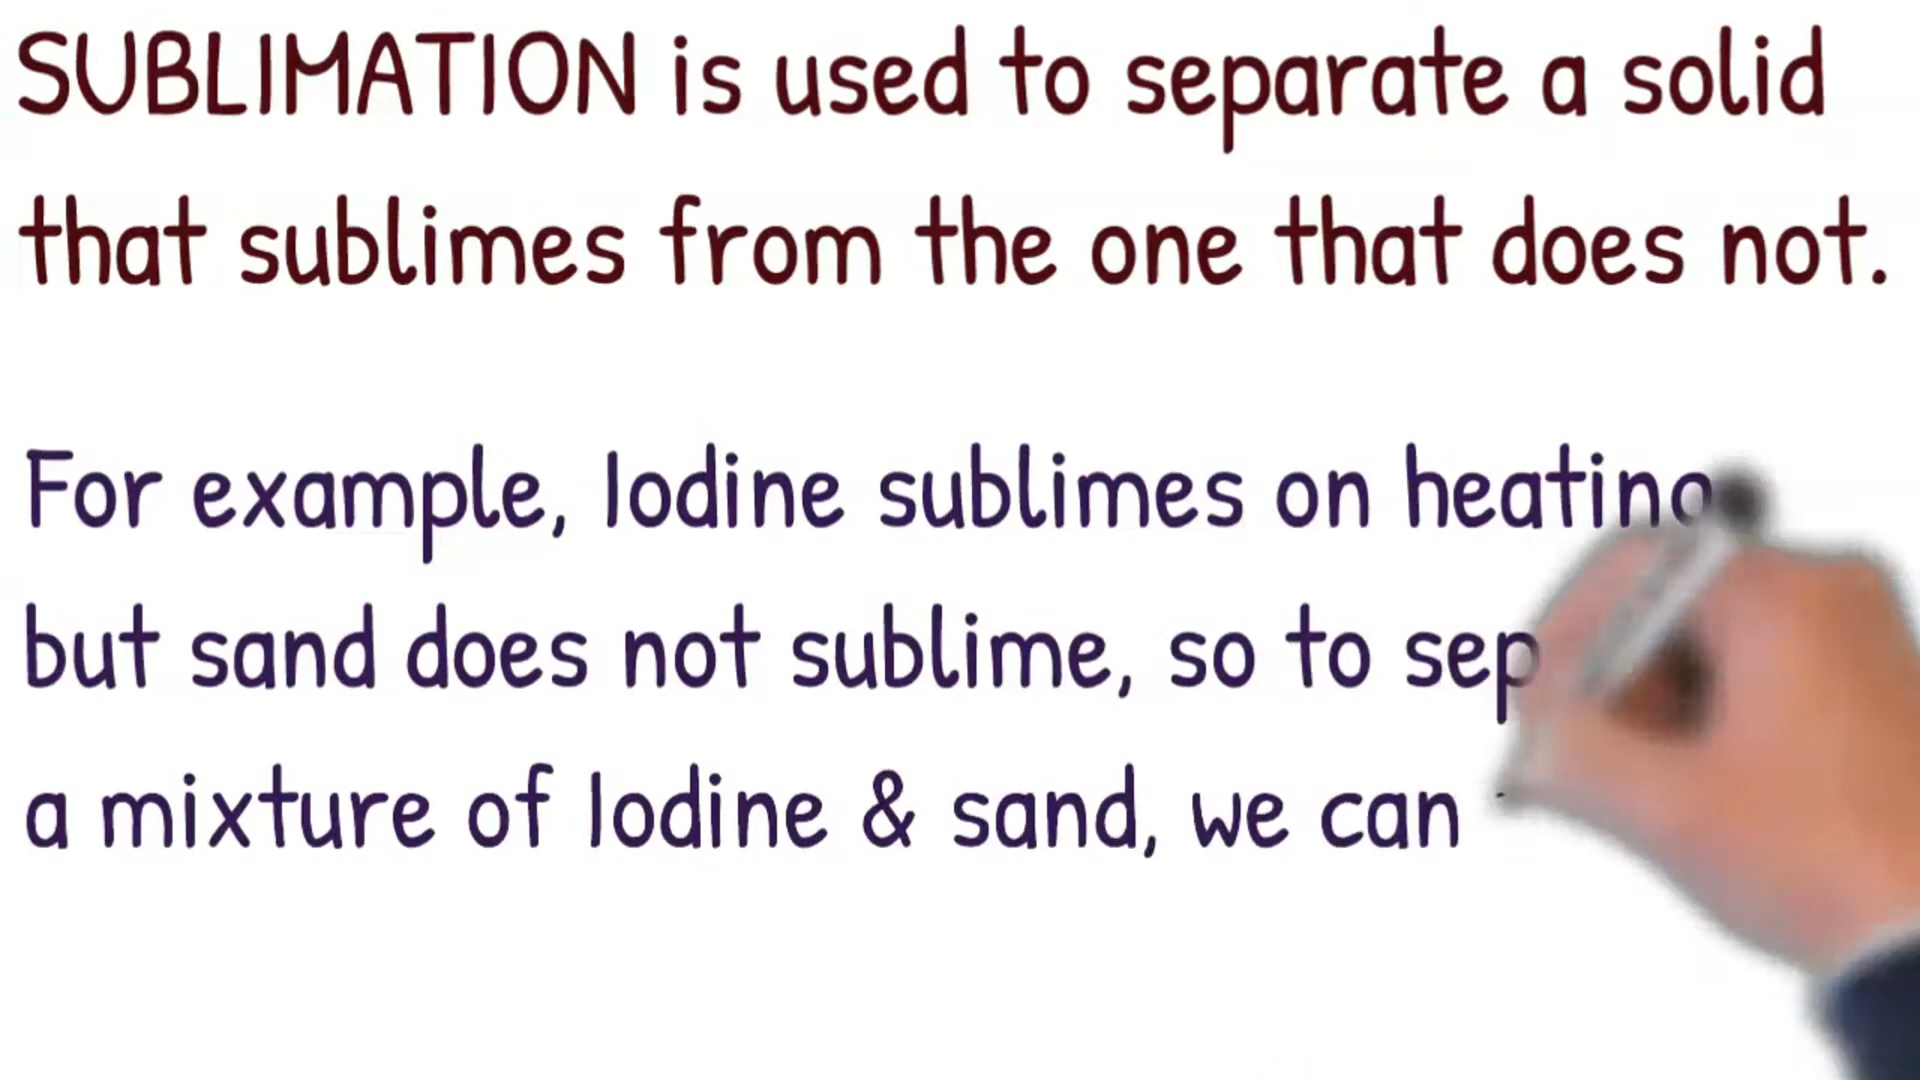 SUBLIMATION is used to separate a solid
that sublimes from the one that does not.
For example, Iodine sublimes on heating
but sand does not sublime, so to sep
a mixture of Iodine & sand, we can